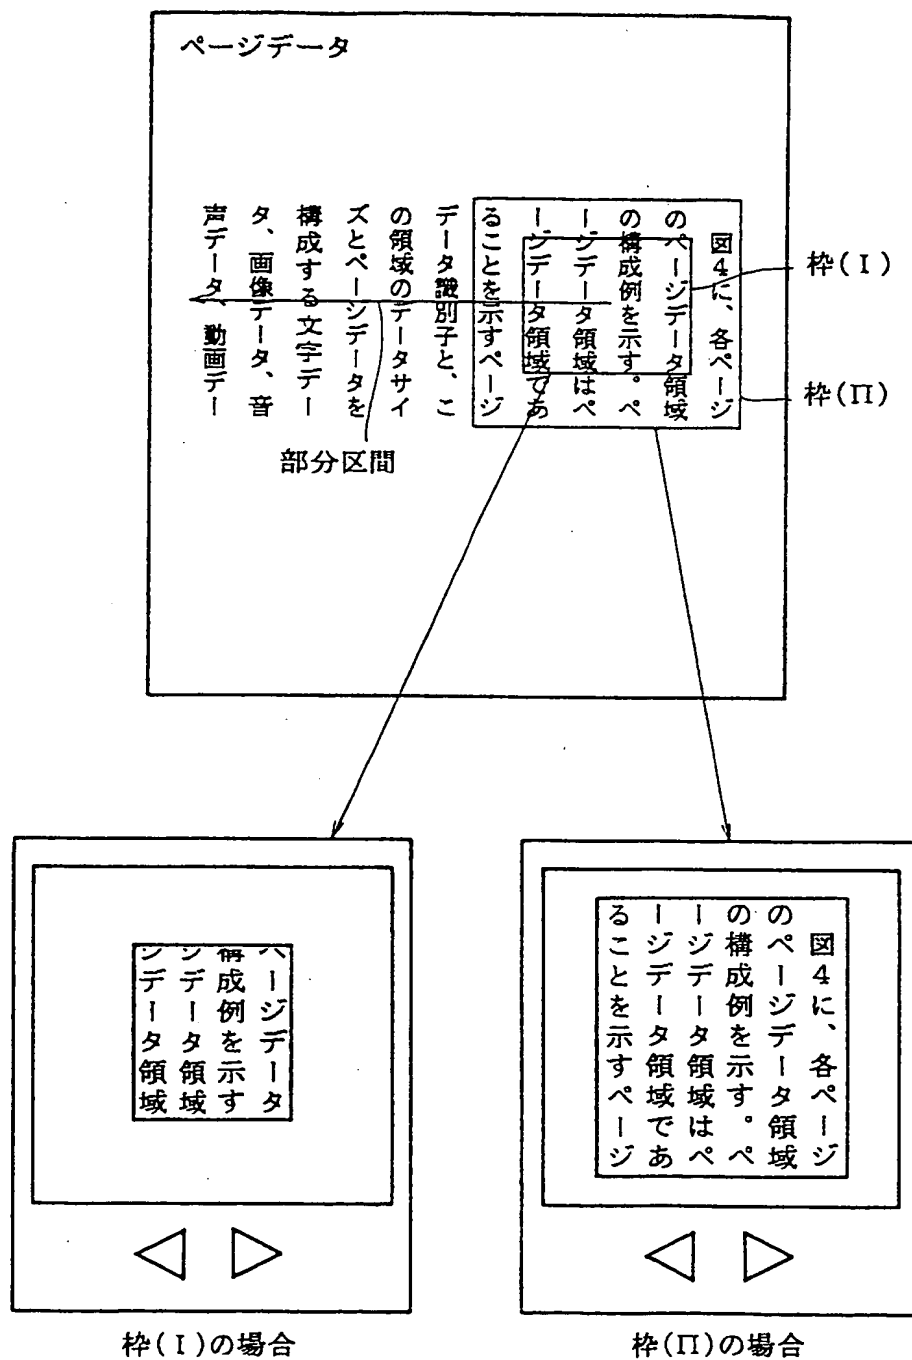 ページデータ
図4に、各ページ
のページデータ領域
の構成例を示す。ペ
ージデータ領域はペ
ージデータ領域であ
ることを示すページ
データ識別子と、こ
の領域のデータサイ
ズとページデータを
構成する文字デー
タ、画像データ、音
声データ、動画デー
枠(I)
枠(II)
部分区間
ページデータ
構成例を示す
ジデータ領域
ジデータ領域
枠(I)の場合
図4に、各ページ
のページデータ領域
の構成例を示す。ペ
ージデータ領域はペ
ージデータ領域であ
ることを示すページ
枠(II)の場合